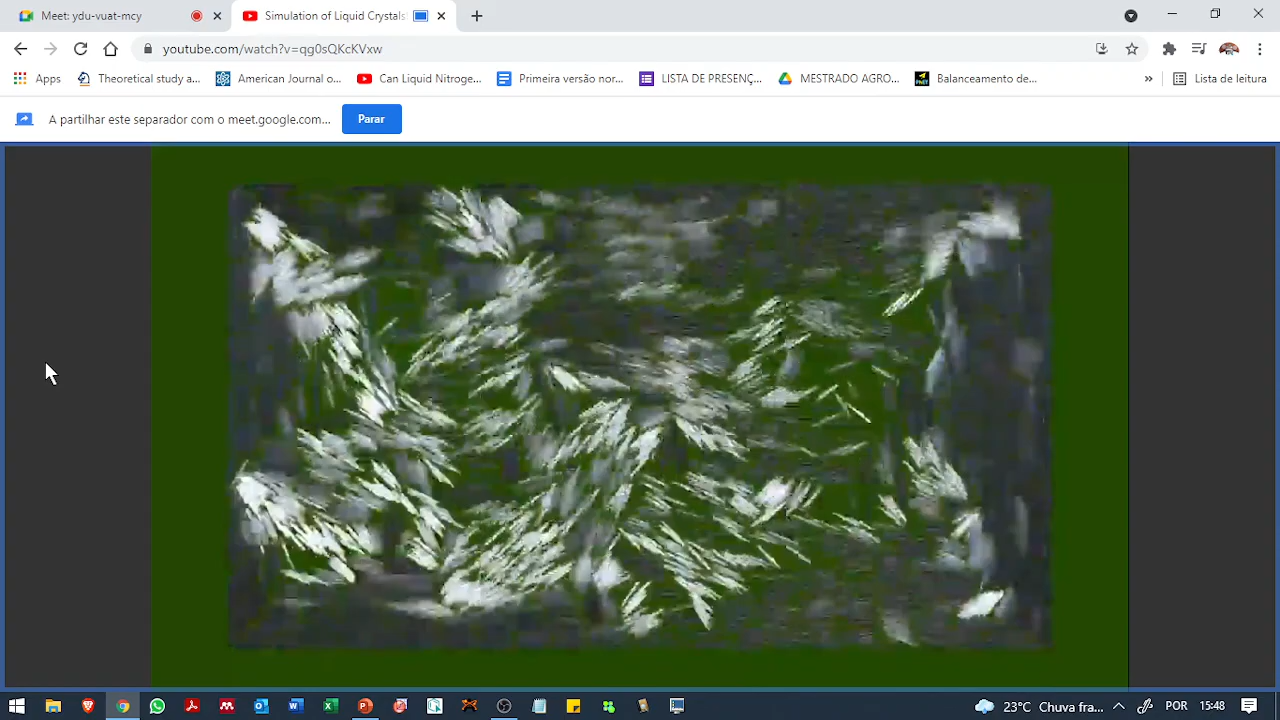 Meet: ydu-vuat-mcy
Simulation of Liquid Crystals
youtube.com/watch?v=qg0sQKcKVxw
Apps
Theoretical study a...
American Journal o...
Can Liquid Nitroge...
Primeira versão nor...
LISTA DE PRESENÇ...
MESTRADO AGRO...
Balanceamento de...
Lista de leitura
A partilhar este separador com o meet.google.com...
Parar
23°C Chuva fra...
POR
15:48